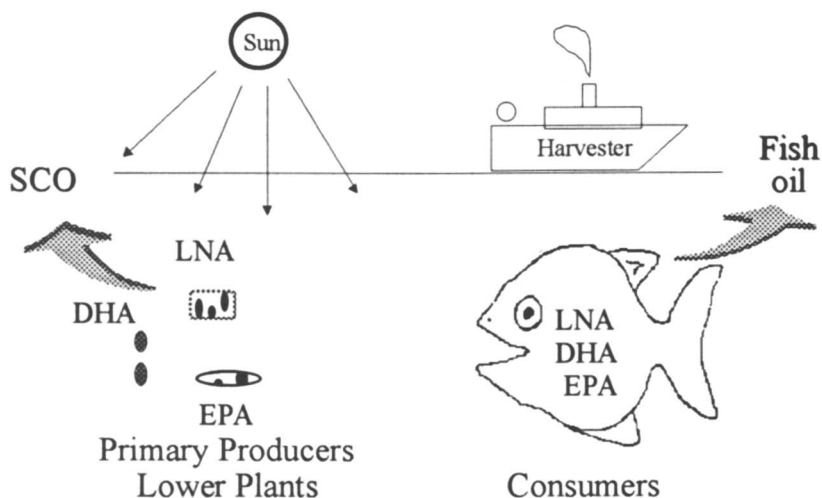 Sun
Harvester
SCO
Fish
oil
LNA
DHA
EPA
Primary Producers
Lower Plants
LNA
DHA
EPA
Consumers